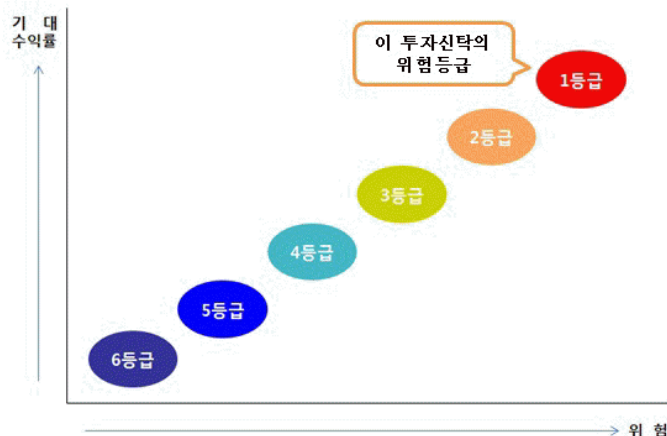 기 대
수익률
이 투자신탁의
위험등급
1등급
2등급
3등급
4등급
5등급
6등급
위 험